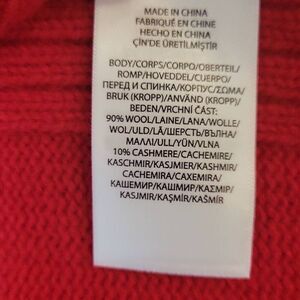 MADE IN CHINA
FABRIQUÉ EN CHINE
HECHO EN CHINA
ÇİN'DE ÜRETİLMİŞTİR
BODY/CORPS/CORPO/OBERTEIL/
ROMP/HOVEDDEL/CUERPO/
ПЕРЕД И СПИНКА/КОРПУС/ΣΩΜΑ/
BRUK (KROPP)/ANVÄND (KROPP)/
BEDEN/VRCHNÍ ČÁST:
90% WOOL/LAINE/LANA/WOLLE/
WOL/ULD/LÃ/ШЕРСТЬ/ВЪЛНА/
ΜΑΛΛΙ/ULL/YÜN/VLNA
10% CASHMERE/CACHEMIRE/
KASCHMIR/KASJMIER/KASHMIR/
CACHEMIRA/CAXEMIRA/
КАШЕМИР/КАШМИР/ΚΑΣΜΙΡ/
KASJMIR/KAŞMİR/KAŠMÍR